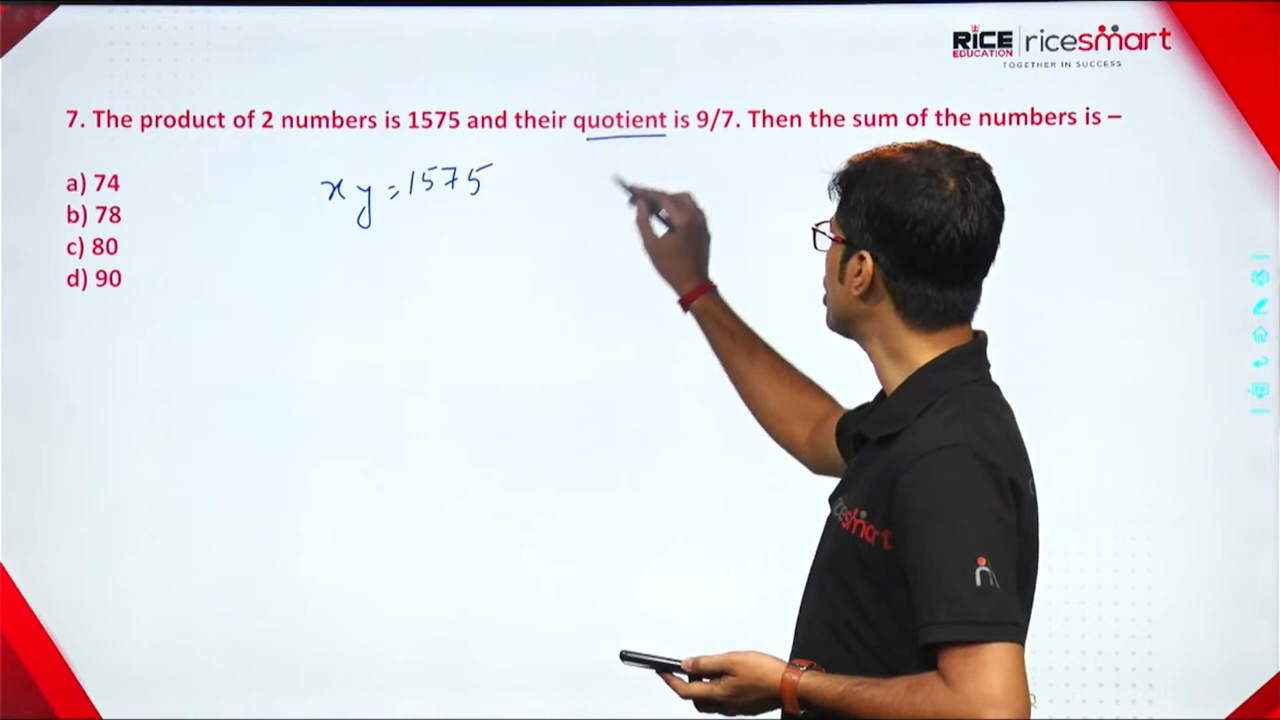 RICE EDUCATION | ricesmart
TOGETHER IN SUCCESS
7. The product of 2 numbers is 1575 and their quotient is 9/7. Then the sum of the numbers is –
a) 74
b) 78
c) 80
d) 90
xy = 1575
ricesmart